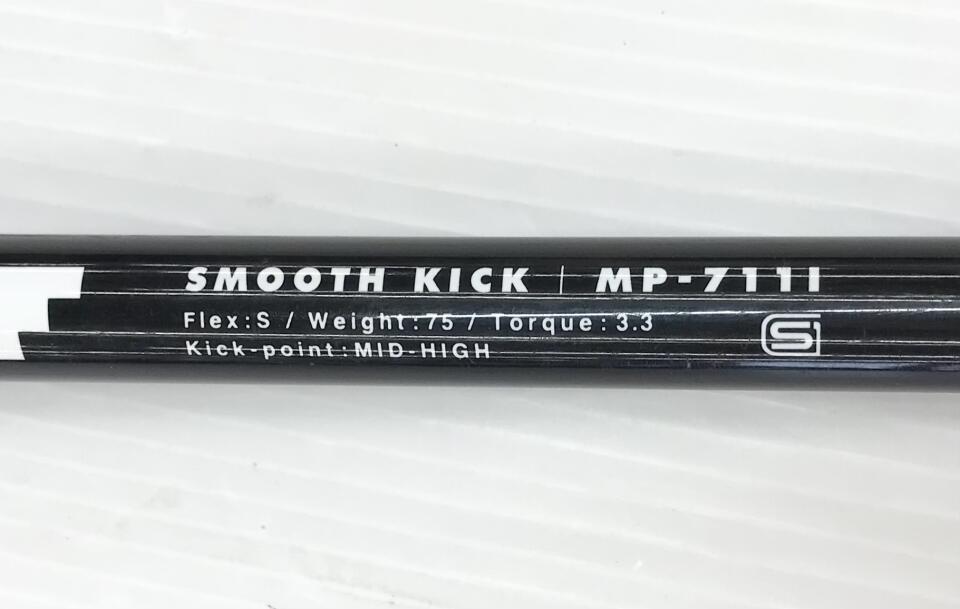 SMOOTH KICK | MP-711I
Flex:S / Weight:75 / Torque:3.3
Kick-point:MID-HIGH